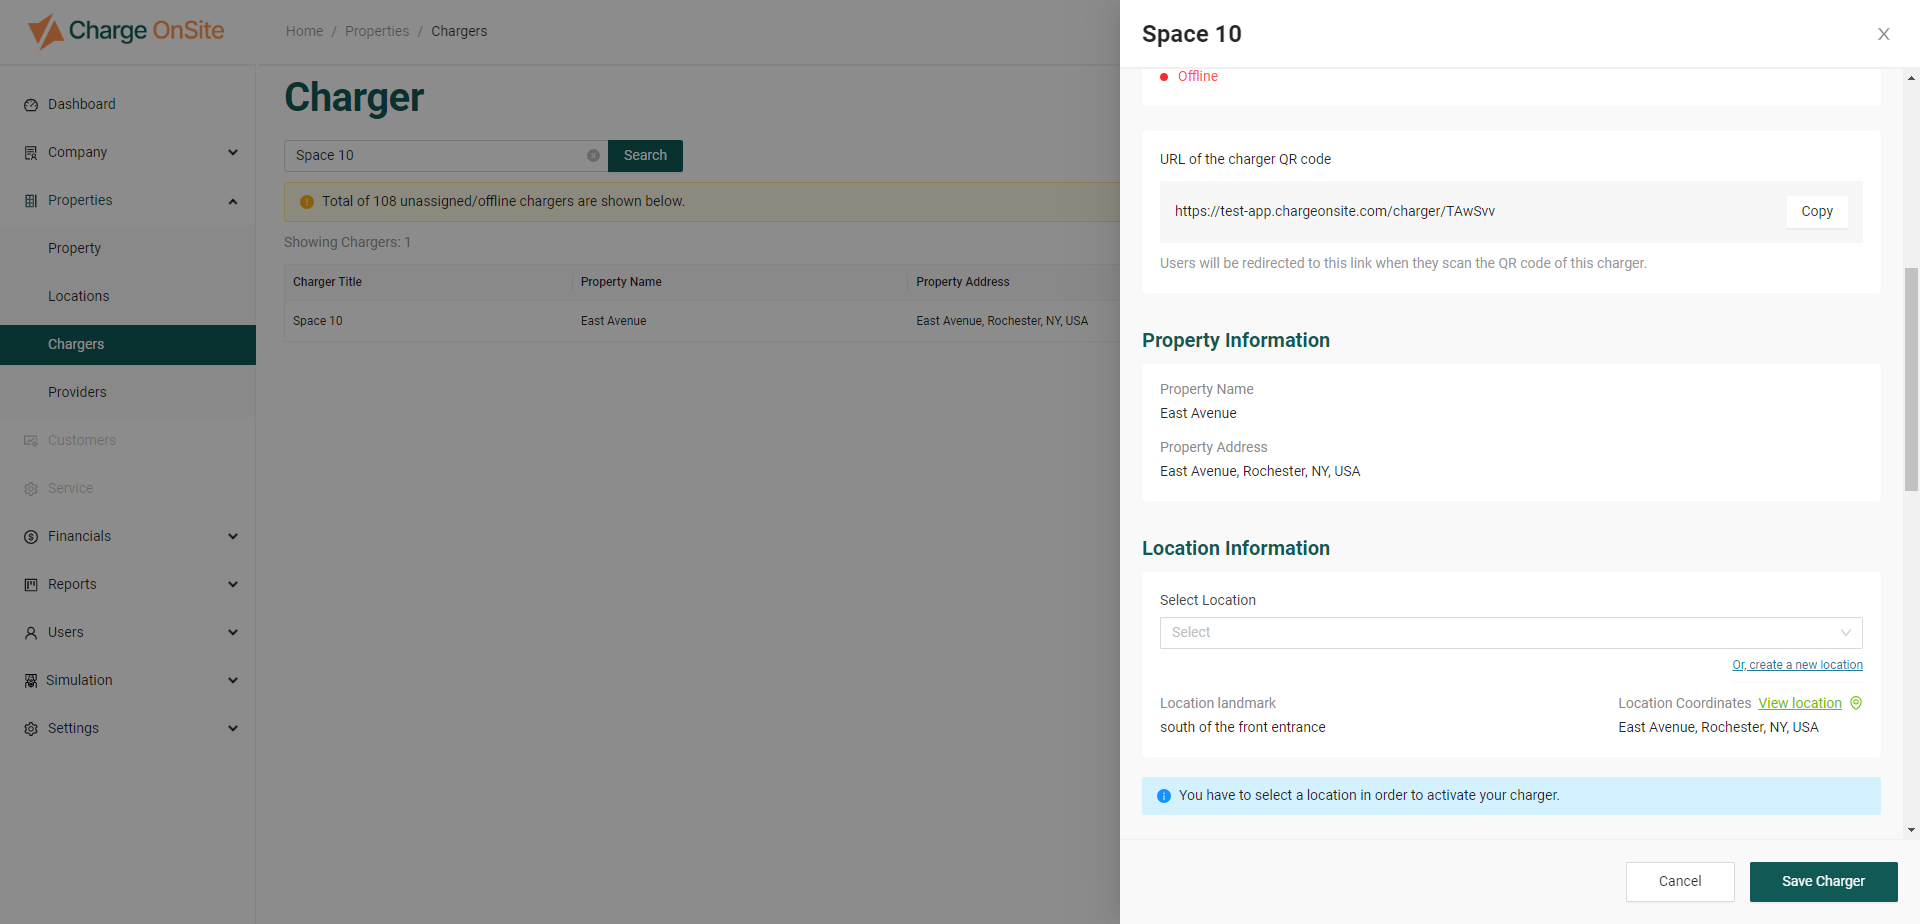 Charge OnSite
Home / Properties / Chargers
Dashboard
Company
Properties
Property
Locations
Chargers
Providers
Customers
Service
Financials
Reports
Users
Simulation
Settings
Charger
Space 10
Search
Total of 108 unassigned/offline chargers are shown below.
Showing Chargers: 1
Charger Title Property Name Property Address
Space 10 East Avenue East Avenue, Rochester, NY, USA
Space 10
Offline
URL of the charger QR code
https://test-app.chargeonsite.com/charger/TAwSvv
Copy
Users will be redirected to this link when they scan the QR code of this charger.
Property Information
Property Name
East Avenue
Property Address
East Avenue, Rochester, NY, USA
Location Information
Select Location
Select
Or, create a new location
Location landmark
south of the front entrance
Location Coordinates View location
East Avenue, Rochester, NY, USA
You have to select a location in order to activate your charger.
Cancel
Save Charger